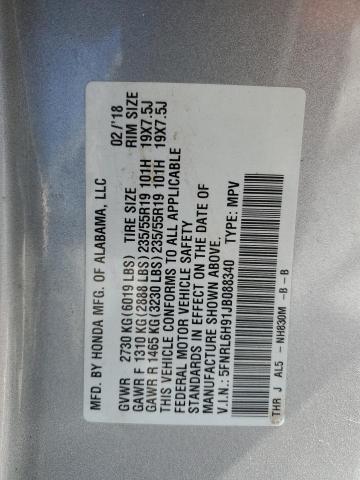 MFD. BY HONDA MFG. OF ALABAMA, LLC 02/'18
GVWR 2730 KG(6019 LBS) TIRE SIZE RIM SIZE
GAWR F 1310 KG(2888 LBS) 235/55R19 101H 19X7.5J
GAWR R 1465 KG(3230 LBS) 235/55R19 101H 19X7.5J
THIS VEHICLE CONFORMS TO ALL APPLICABLE
FEDERAL MOTOR VEHICLE SAFETY
STANDARDS IN EFFECT ON THE DATE OF
MANUFACTURE SHOWN ABOVE.
V.I.N.: 5FNRL6H91JB088340 TYPE: MPV
THR J AL5 - NH830M -B -B